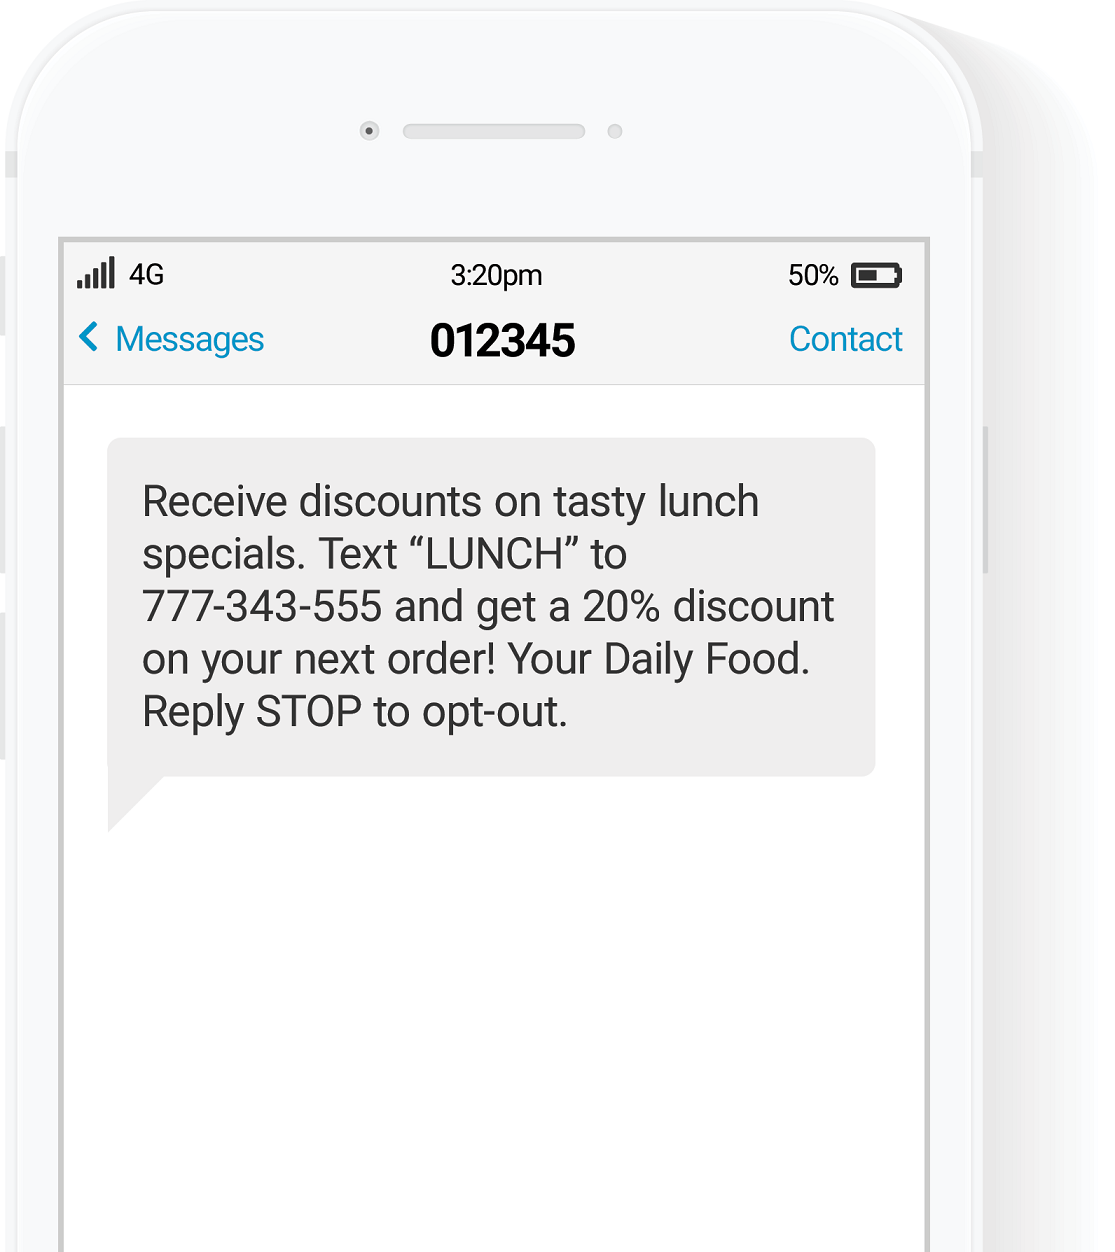 4G 3:20pm 50%
Messages 012345 Contact
Receive discounts on tasty lunch
specials. Text “LUNCH” to
777-343-555 and get a 20% discount
on your next order! Your Daily Food.
Reply STOP to opt-out.